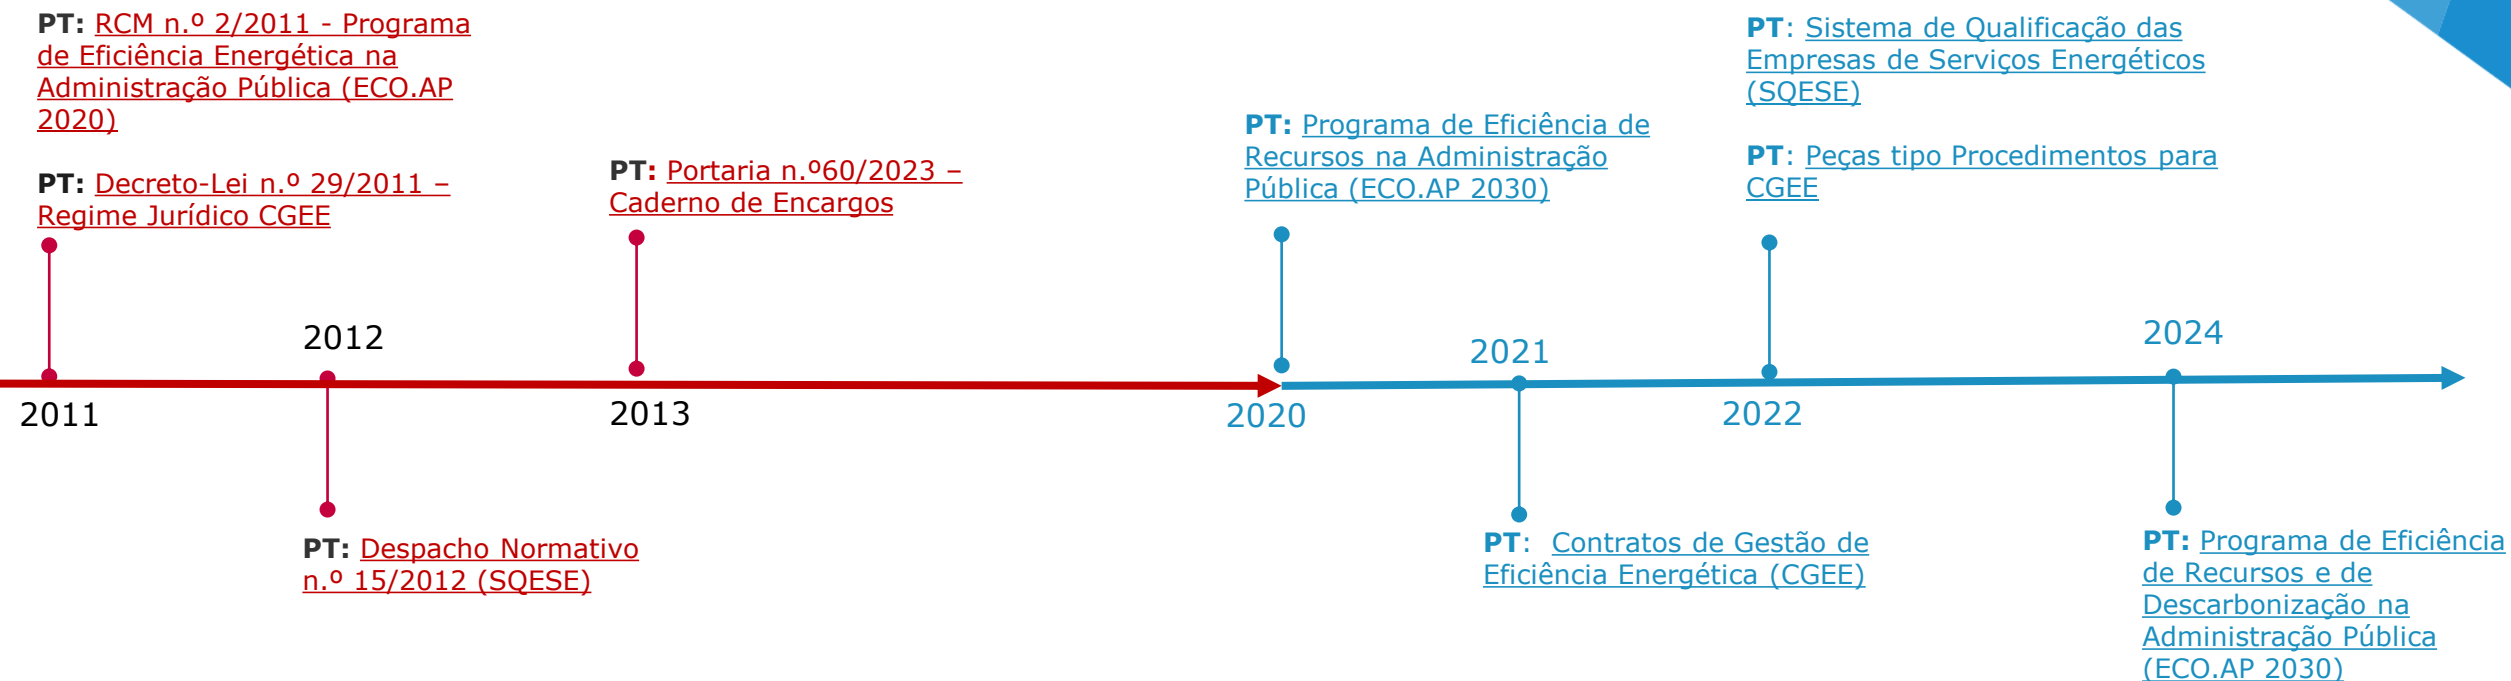 PT: RCM n.º 2/2011 - Programa
de Eficiência Energética na
Administração Pública (ECO.AP
2020)
PT: Decreto-Lei n.º 29/2011 –
Regime Jurídico CGEE
2011
2012
PT: Despacho Normativo
n.º 15/2012 (SQESE)
PT: Portaria n.º60/2023 –
Caderno de Encargos
2013
PT: Programa de Eficiência de
Recursos na Administração
Pública (ECO.AP 2030)
2020
2021
PT: Contratos de Gestão de
Eficiência Energética (CGEE)
PT: Sistema de Qualificação das
Empresas de Serviços Energéticos
(SQESE)
PT: Peças tipo Procedimentos para
CGEE
2022
2024
PT: Programa de Eficiência
de Recursos e de
Descarbonização na
Administração Pública
(ECO.AP 2030)